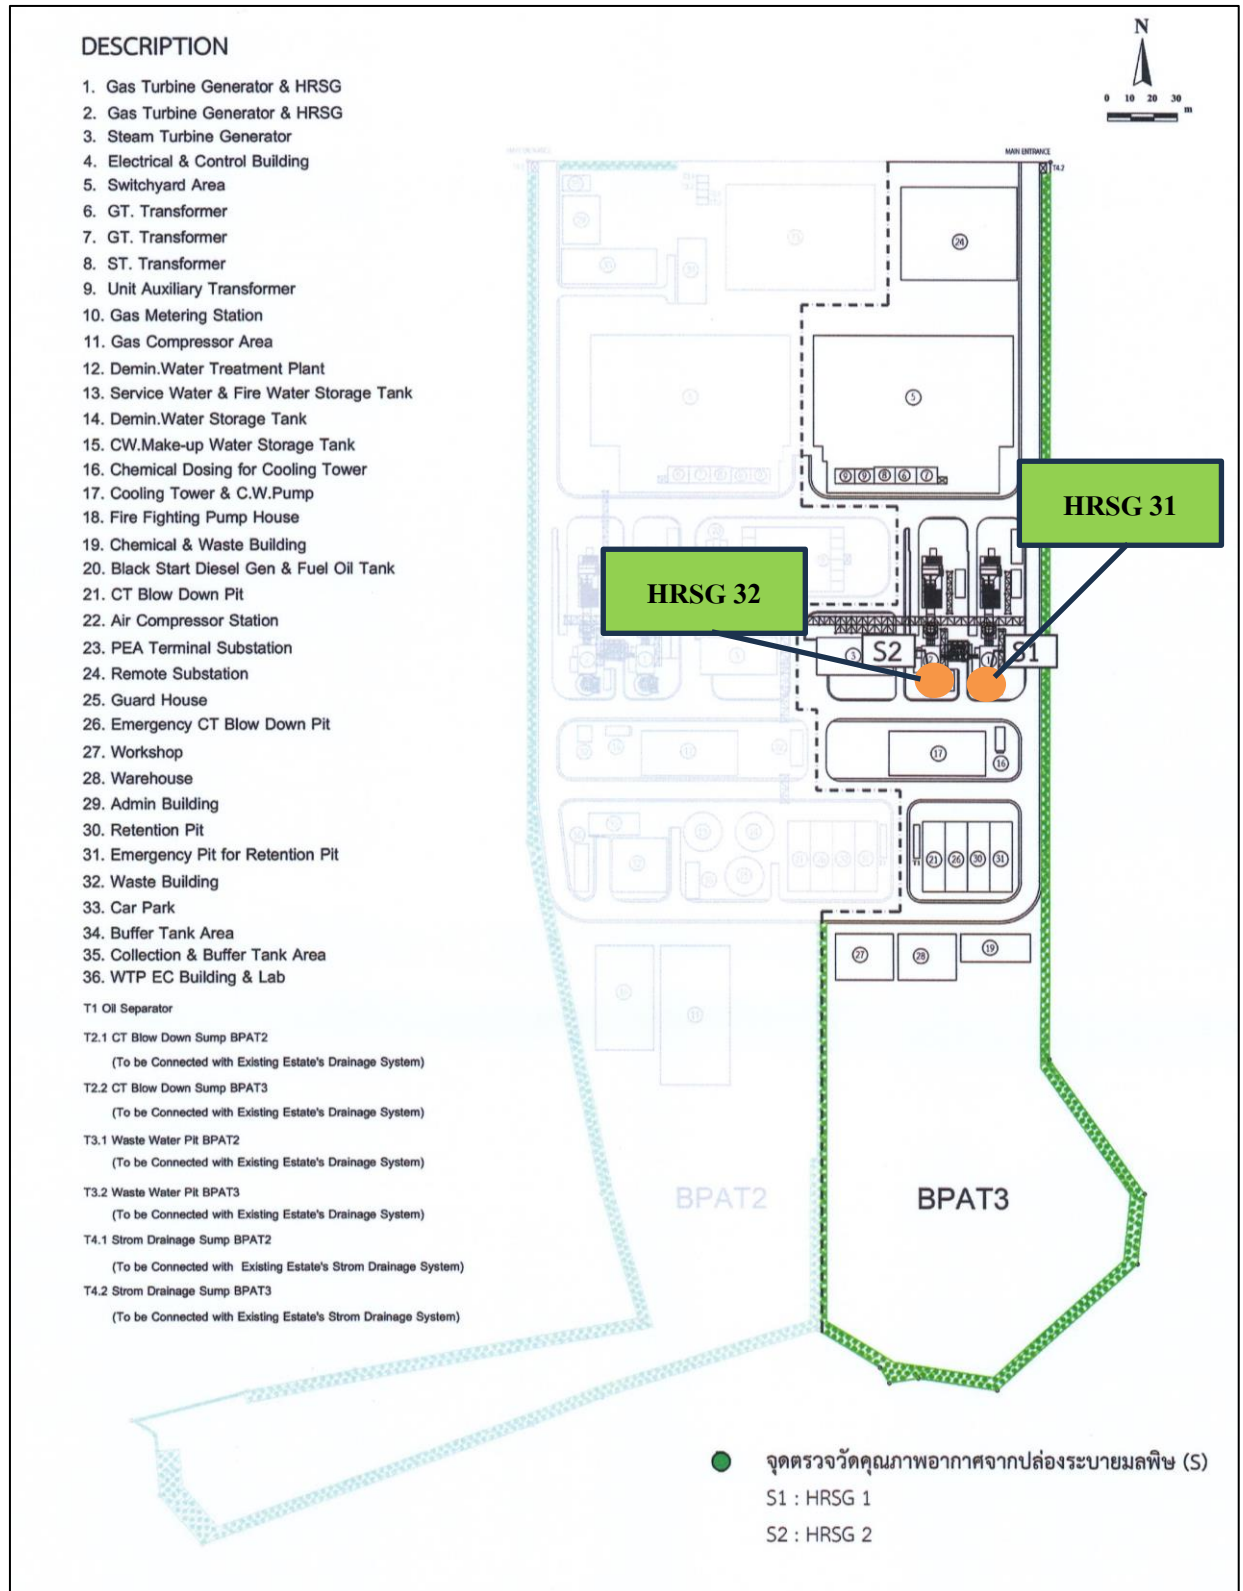 DESCRIPTION
1. Gas Turbine Generator & HRSG
2. Gas Turbine Generator & HRSG
3. Steam Turbine Generator
4. Electrical & Control Building
5. Switchyard Area
6. GT. Transformer
7. GT. Transformer
8. ST. Transformer
9. Unit Auxiliary Transformer
10. Gas Metering Station
11. Gas Compressor Area
12. Demin.Water Treatment Plant
13. Service Water & Fire Water Storage Tank
14. Demin.Water Storage Tank
15. CW.Make-up Water Storage Tank
16. Chemical Dosing for Cooling Tower
17. Cooling Tower & C.W.Pump
18. Fire Fighting Pump House
19. Chemical & Waste Building
20. Black Start Diesel Gen & Fuel Oil Tank
21. CT Blow Down Pit
22. Air Compressor Station
23. PEA Terminal Substation
24. Remote Substation
25. Guard House
26. Emergency CT Blow Down Pit
27. Workshop
28. Warehouse
29. Admin Building
30. Retention Pit
31. Emergency Pit for Retention Pit
32. Waste Building
33. Car Park
34. Buffer Tank Area
35. Collection & Buffer Tank Area
36. WTP EC Building & Lab
T1 Oil Separator
T2.1 CT Blow Down Sump BPAT2
(To be Connected with Existing Estate's Drainage System)
T2.2 CT Blow Down Sump BPAT3
(To be Connected with Existing Estate's Drainage System)
T3.1 Waste Water Pit BPAT2
(To be Connected with Existing Estate's Drainage System)
T3.2 Waste Water Pit BPAT3
(To be Connected with Existing Estate's Drainage System)
T4.1 Strom Drainage Sump BPAT2
(To be Connected with Existing Estate's Strom Drainage System)
T4.2 Strom Drainage Sump BPAT3
(To be Connected with Existing Estate's Strom Drainage System)
N
0 10 20 30 m
MAIN ENTRANCE
MAIN ENTRANCE
T4.2
24
5
5
9 9 8 6 7
HRSG 31
HRSG 32
3
S2
2
1
S1
17
16
21 26 30 31
27
28
19
BPAT2
BPAT3
จุดตรวจวัดคุณภาพอากาศจากปล่องระบายมลพิษ (S)
S1 : HRSG 1
S2 : HRSG 2